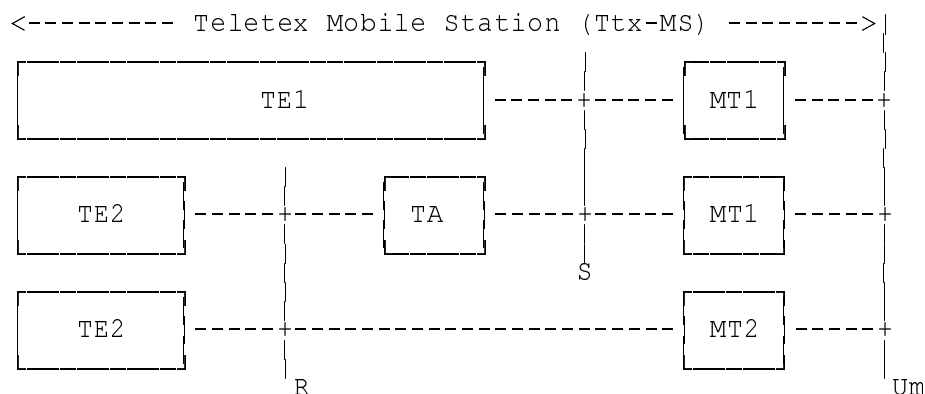 <--------- Teletex Mobile Station (Ttx-MS) --------->
TE1 MT1
TE2 TA MT1
S
TE2 MT2
R Um